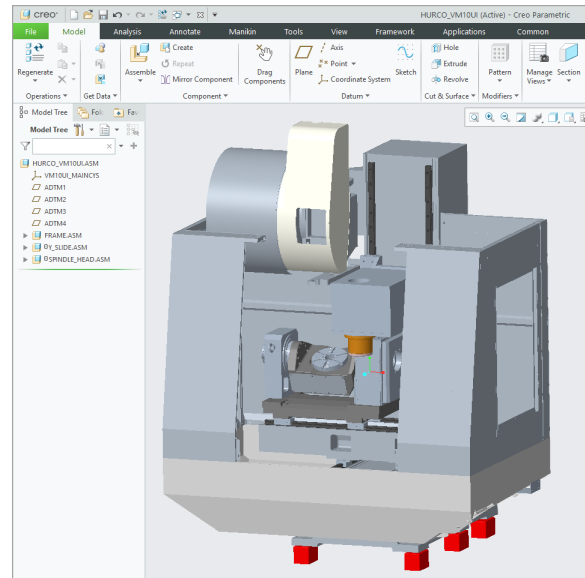 creo HURCO_VM10UI (Active) - Creo Parametric
File Model Analysis Annotate Manikin Tools View Framework Applications Common
Regenerate
Operations
Get Data
Assemble
Create
Repeat
Mirror Component
Drag Components
Component
Plane
Axis
Point
Coordinate System
Sketch
Datum
Hole
Extrude
Revolve
Cut & Surface
Pattern
Modifiers
Manage Views
Section
Model Tree Fol Fav
Model Tree
HURCO_VM10UI.ASM
VM10UI_MAINCYS
ADTM1
ADTM2
ADTM3
ADTM4
FRAME.ASM
Y_SLIDE.ASM
SPINDLE_HEAD.ASM